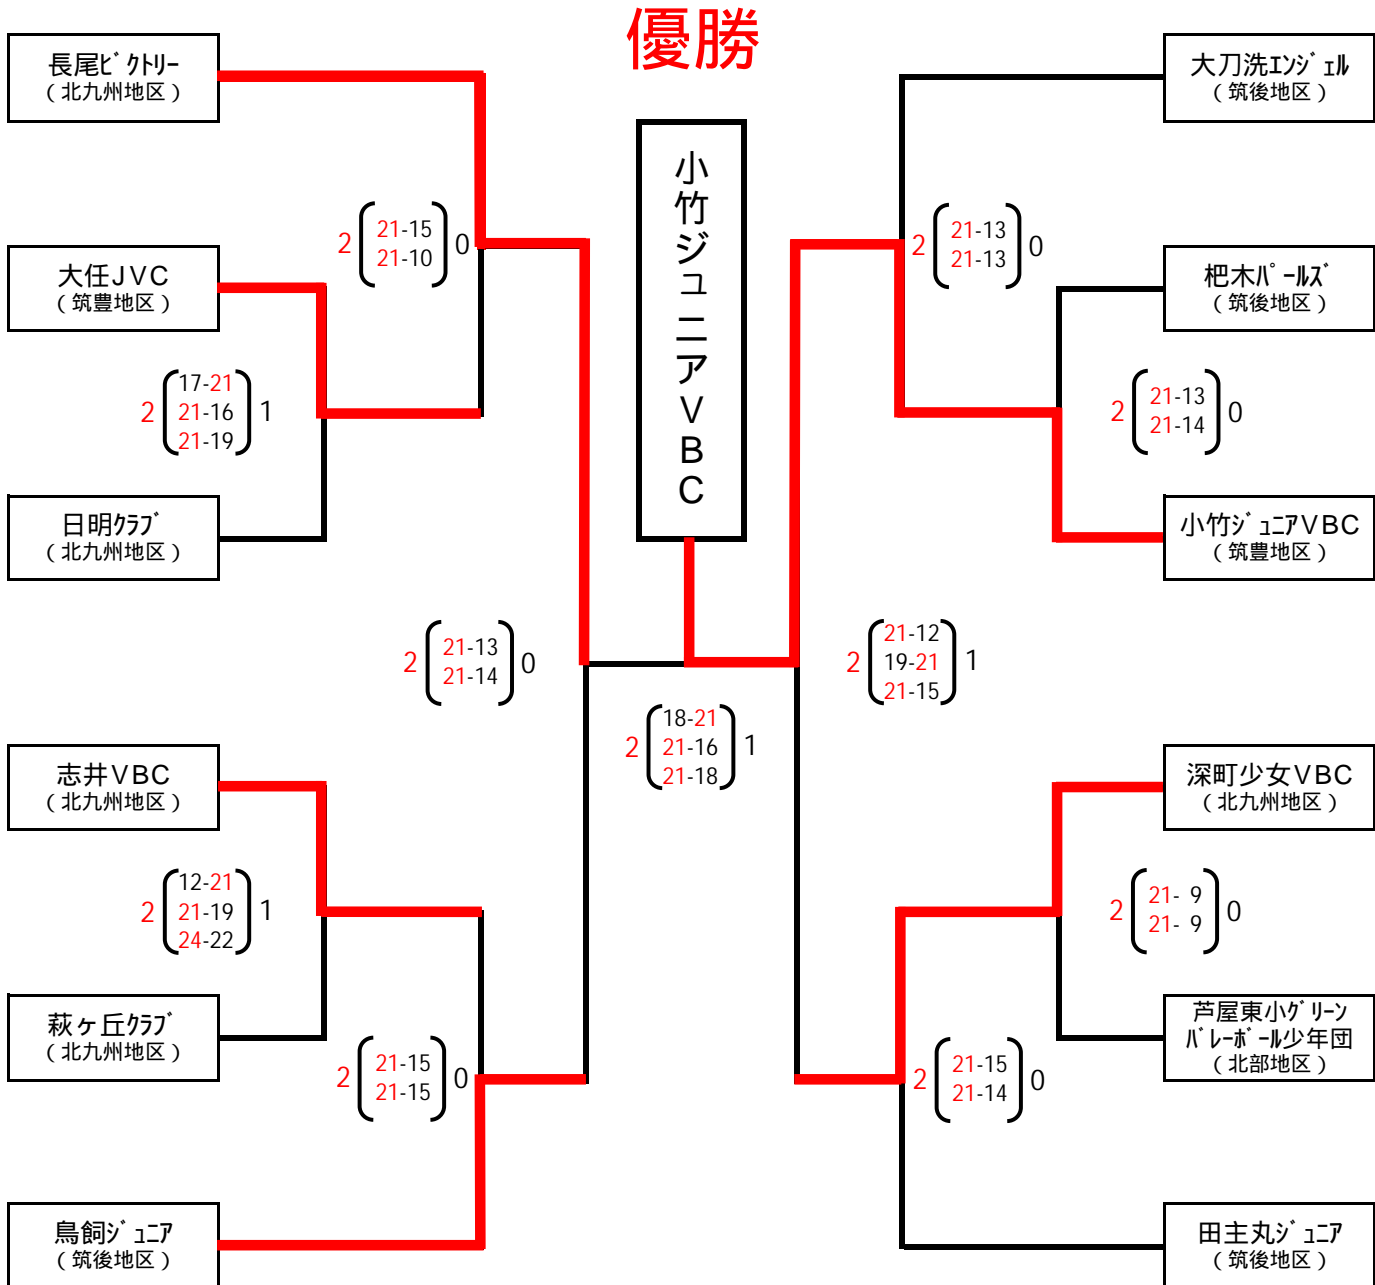 優勝
長尾ﾋﾞｸﾄﾘｰ
（北九州地区）
大任ＪＶＣ
（筑豊地区）
日明ｸﾗﾌﾞ
（北九州地区）
志井ＶＢＣ
（北九州地区）
萩ヶ丘ｸﾗﾌﾞ
（北九州地区）
鳥飼ｼﾞｭﾆｱ
（筑後地区）
2 21-15 0
21-10
17-21
2 21-16 1
21-19
2 21-13 0
21-14
12-21
2 21-19 1
24-22
2 21-15 0
21-15
小竹ジュニアＶＢＣ
18-21
2 21-16 1
21-18
2 21-13 0
21-13
2 21-13 0
21-14
21-12
2 19-21 1
21-15
2 21- 9 0
21- 9
2 21-15 0
21-14
大刀洗ｴﾝｼﾞｪﾙ
（筑後地区）
杷木ﾊﾟｰﾙｽﾞ
（筑後地区）
小竹ｼﾞｭﾆｱＶＢＣ
（筑豊地区）
深町少女ＶＢＣ
（北九州地区）
芦屋東小ｸﾞﾘｰﾝ
ﾊﾞﾚｰﾎﾞｰﾙ少年団
（北部地区）
田主丸ｼﾞｭﾆｱ
（筑後地区）